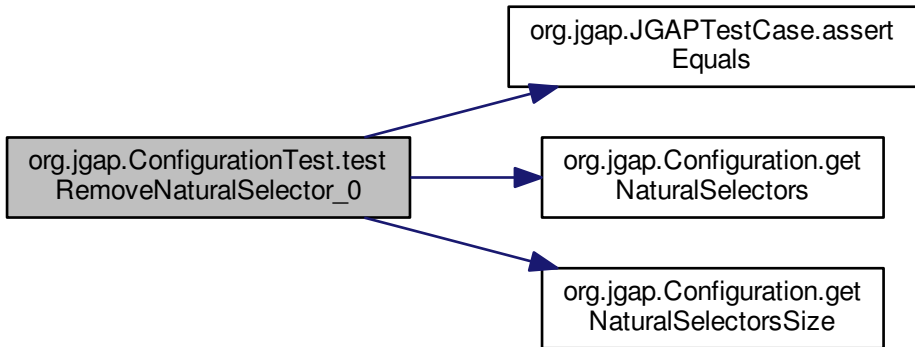 org.jgap.JGAPTestCase.assert
Equals
org.jgap.ConfigurationTest.test
RemoveNaturalSelector_0
org.jgap.Configuration.get
NaturalSelectors
org.jgap.Configuration.get
NaturalSelectorsSize